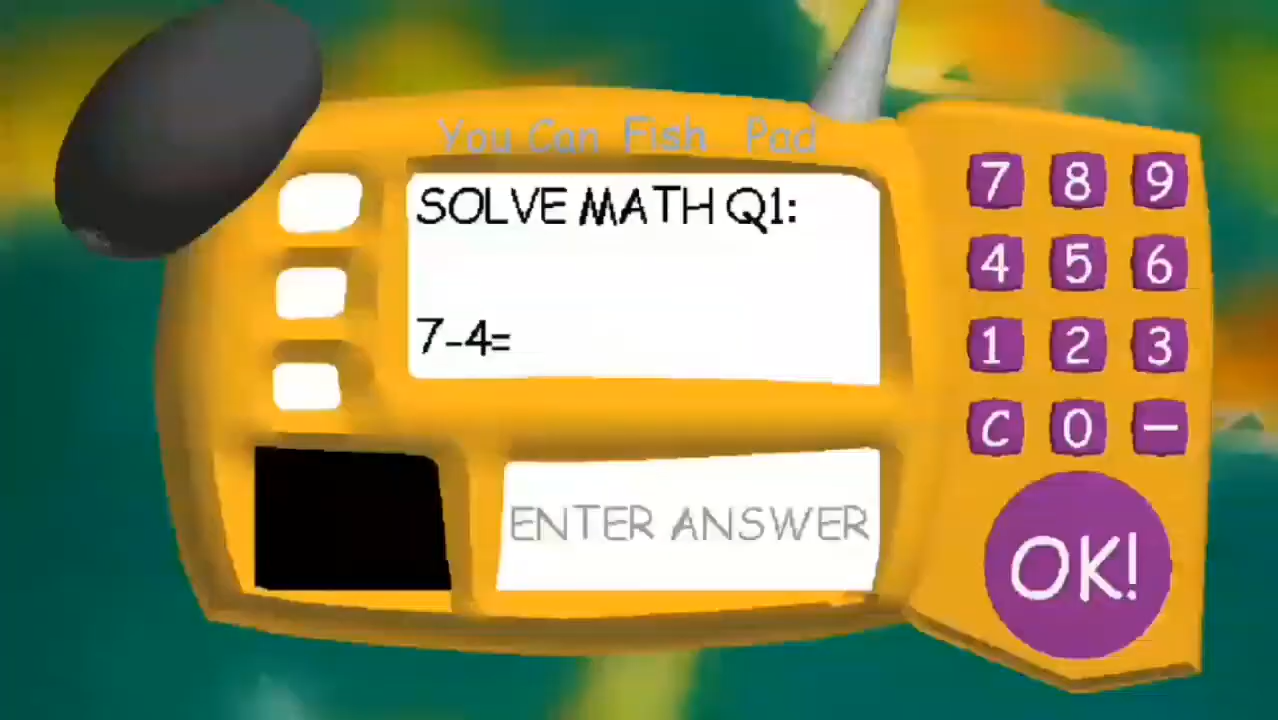 You Can Fish Pad
SOLVE MATH Q1:
7-4=
ENTER ANSWER
7 8 9
4 5 6
1 2 3
C 0 −
OK!